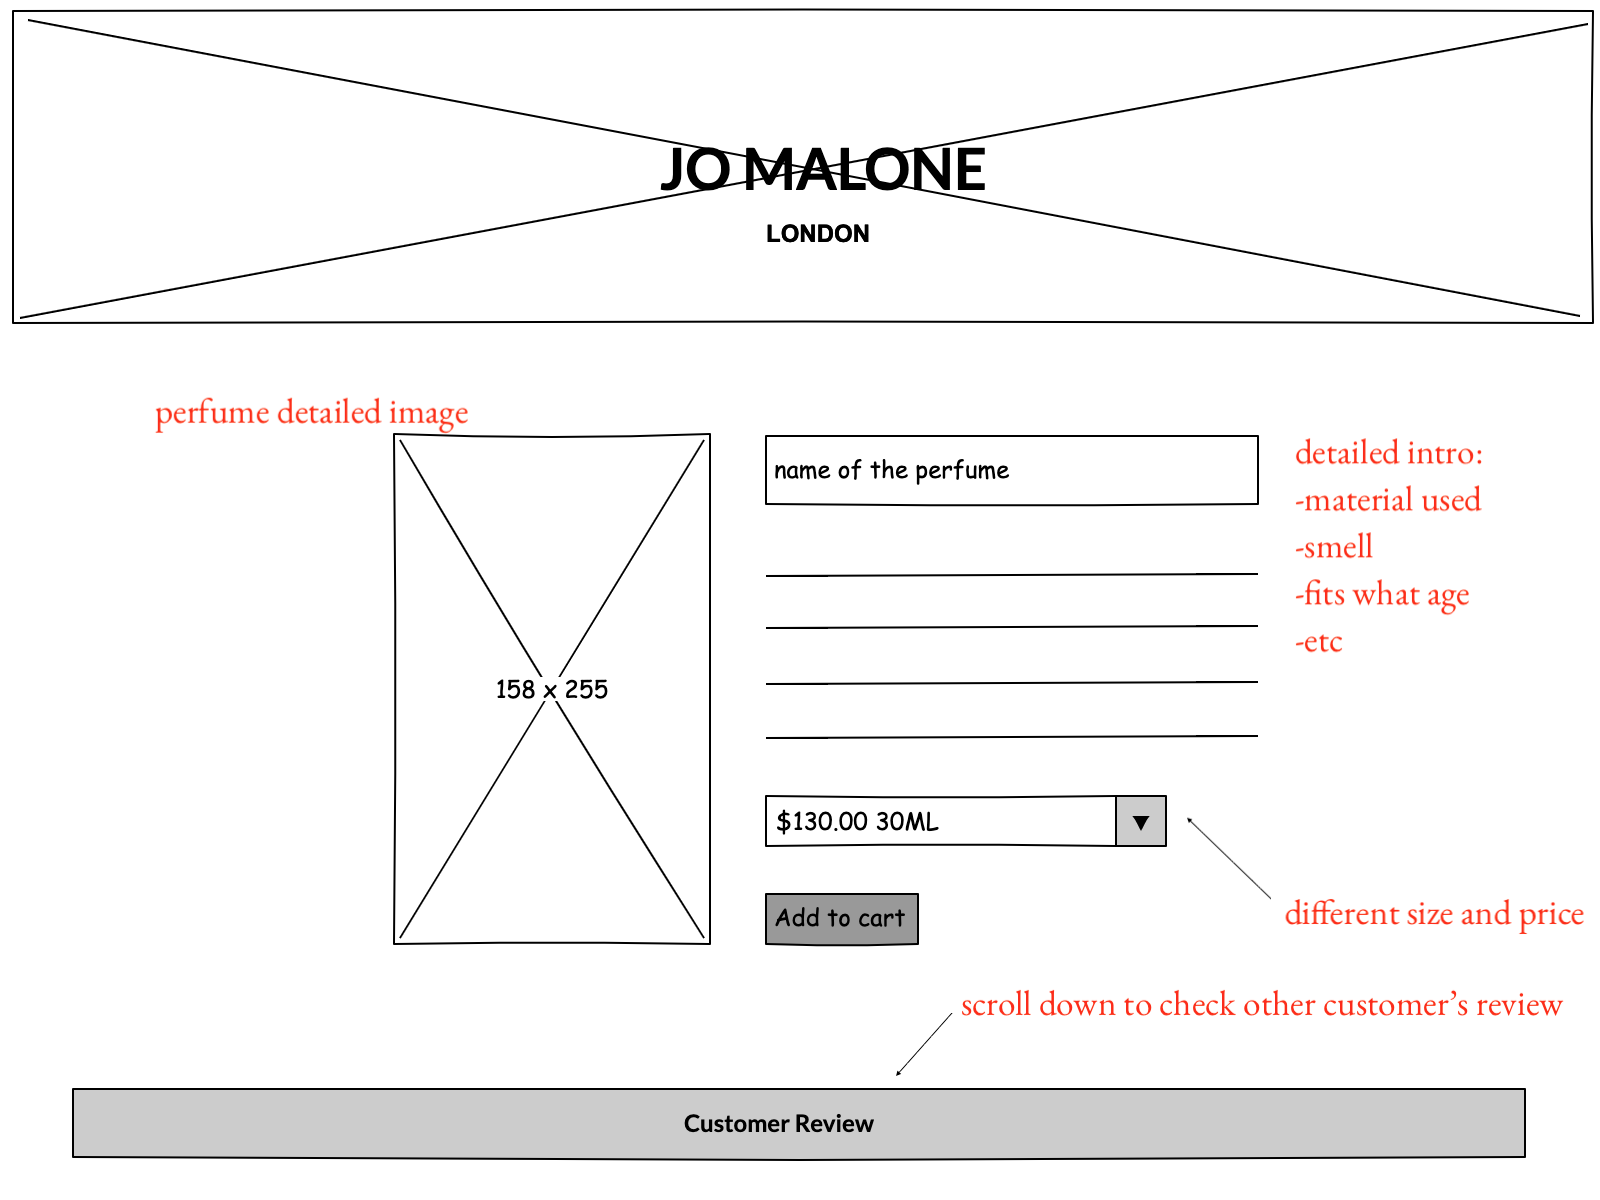 JO MALONE
LONDON
perfume detailed image
158 x 255
name of the perfume
detailed intro:
-material used
-smell
-fits what age
-etc
$130.00 30ML
▼
different size and price
Add to cart
scroll down to check other customer’s review
Customer Review